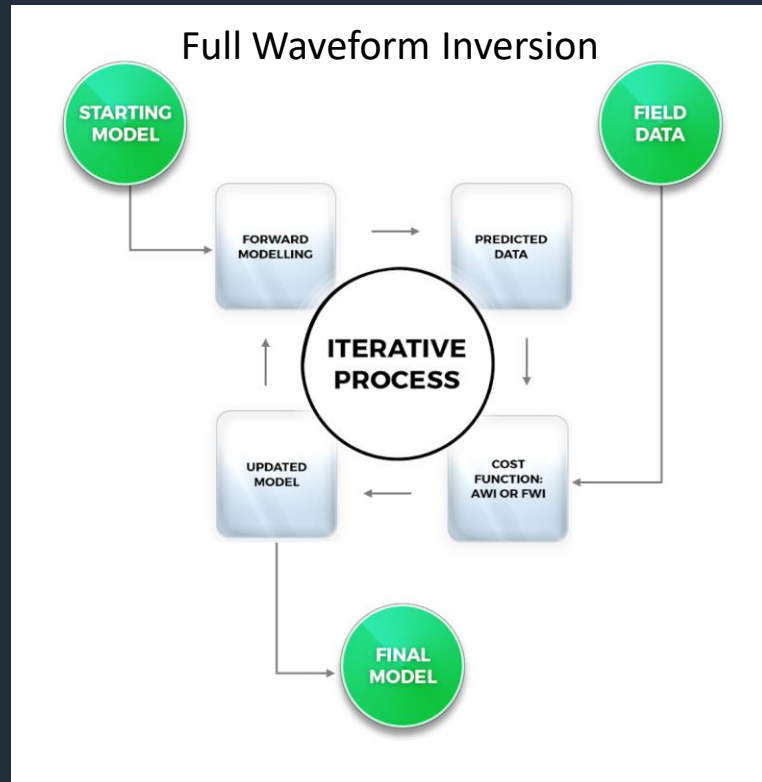 Full Waveform Inversion
STARTING
MODEL
FIELD
DATA
FORWARD
MODELLING
PREDICTED
DATA
ITERATIVE
PROCESS
UPDATED
MODEL
COST
FUNCTION:
AWI OR FWI
FINAL
MODEL